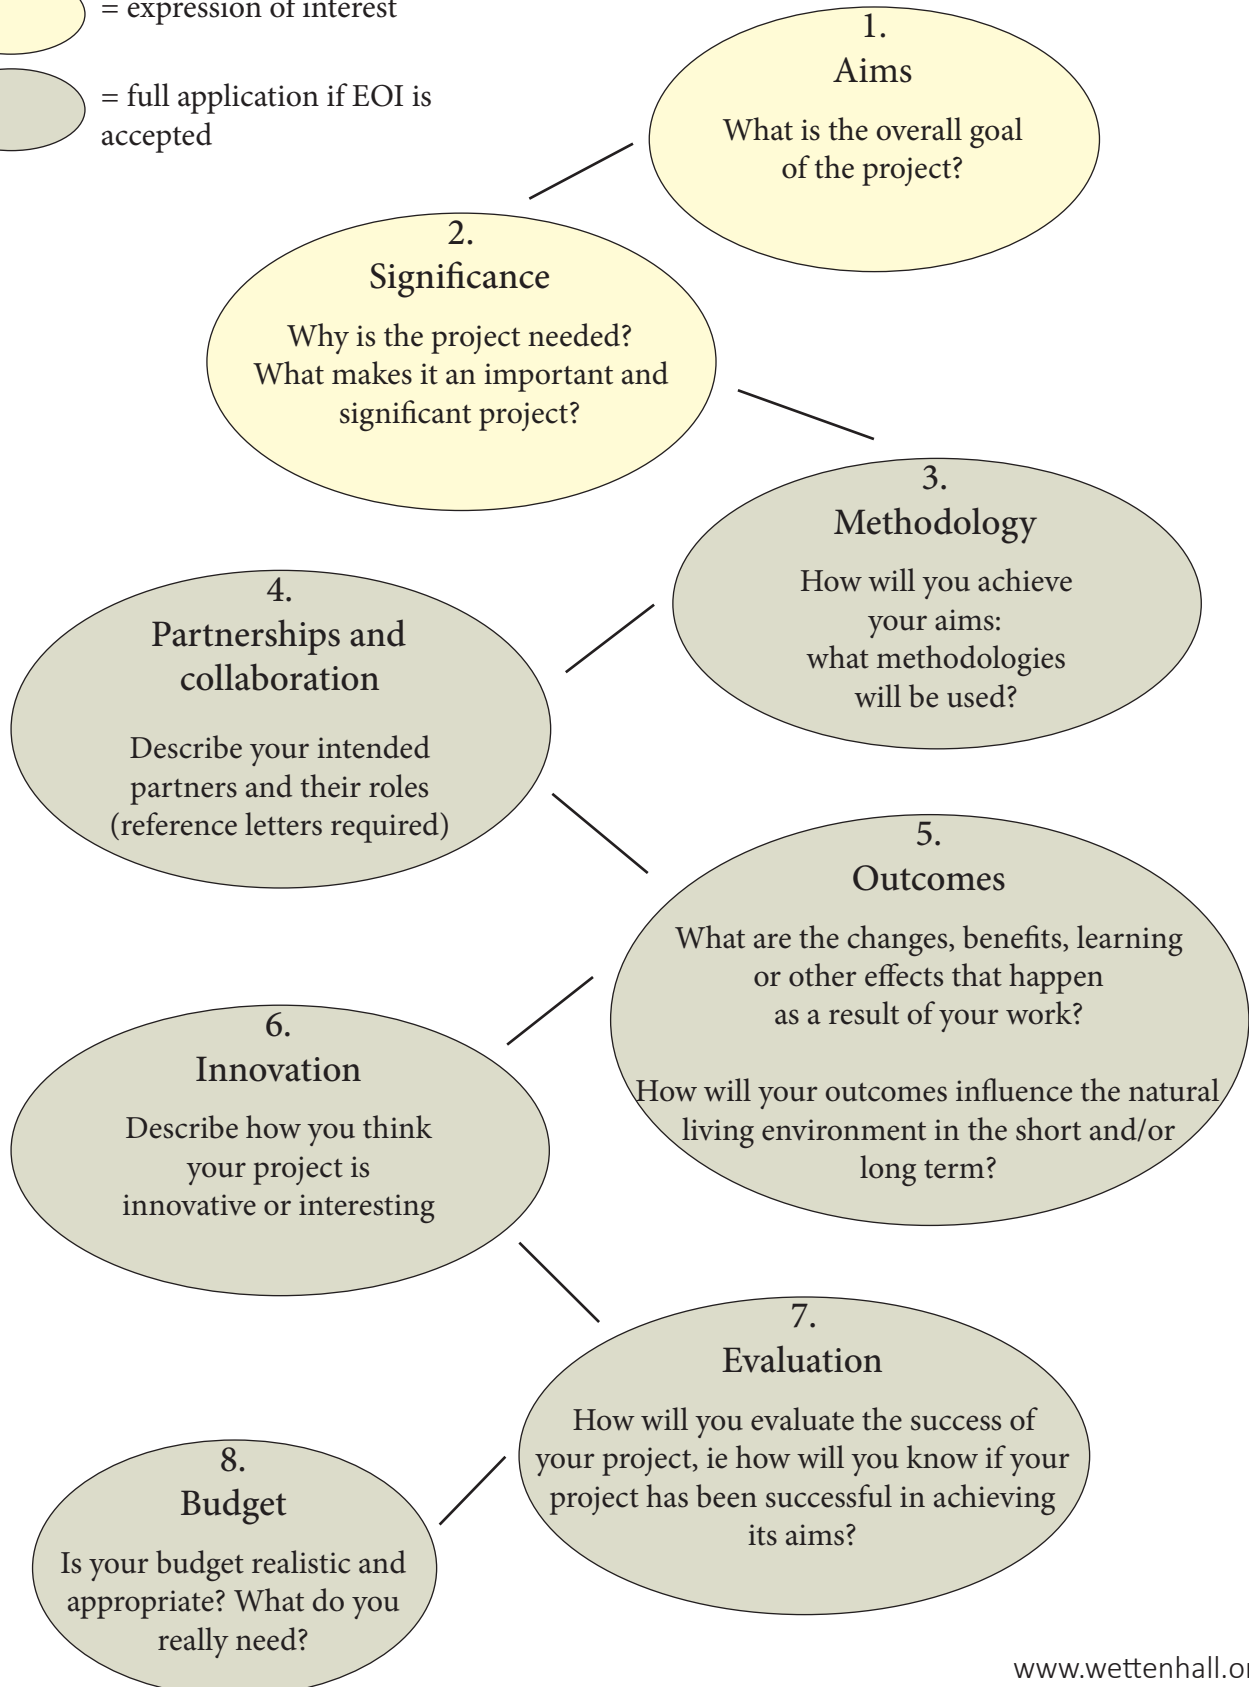 = expression of interest
= full application if EOI is
accepted
1.
Aims
What is the overall goal
of the project?
2.
Significance
Why is the project needed?
What makes it an important and
significant project?
3.
Methodology
How will you achieve
your aims:
what methodologies
will be used?
4.
Partnerships and
collaboration
Describe your intended
partners and their roles
(reference letters required)
5.
Outcomes
What are the changes, benefits, learning
or other effects that happen
as a result of your work?
How will your outcomes influence the natural
living environment in the short and/or
long term?
6.
Innovation
Describe how you think
your project is
innovative or interesting
7.
Evaluation
How will you evaluate the success of
your project, ie how will you know if your
project has been successful in achieving
its aims?
8.
Budget
Is your budget realistic and
appropriate? What do you
really need?
www.wettenhall.or